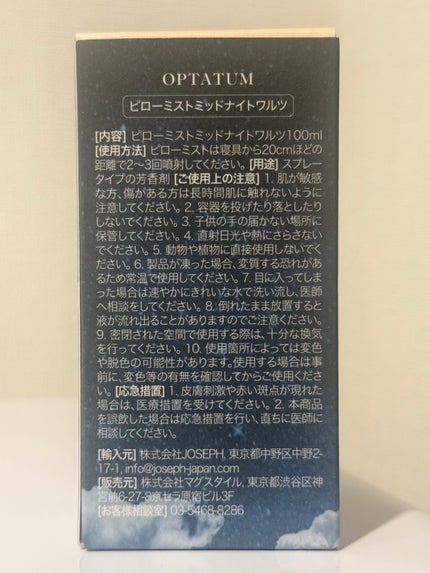 OPTATUM
ピローミストミッドナイトワルツ
[内容] ピローミストミッドナイトワルツ100ml
[使用方法] ピローミストは寝具から20cmほどの
距離で2〜3回噴射してください。[用途] スプレー
タイプの芳香剤 [ご使用上の注意] 1. 肌が敏感
な方、傷がある方は長時間肌に触れないように
注意してください。2. 容器を投げたり落としたり
しないでください。3. 子供の手の届かない場所に
保管してください。4. 直射日光や熱にさらさない
でください。5. 動物や植物に直接使用しないでく
ださい。6. 製品が凍った場合、変質する恐れがあ
るため常温で使用してください。7. 目に入ってしま
った場合は速やかにきれいな水で洗い流し、医師
へ相談をしてください。8. 倒れたまま放置すると
液が流れ出ることがありますのでご注意ください。
9. 密閉された空間で使用する際は、十分な換気
を行ってください。10. 使用箇所によっては変色
や脱色の可能性があります。使用する場合は事
前に、変色等の有無を確認してからご使用くださ
い。[応急措置] 1. 皮膚刺激や赤い斑点が現れ
た場合は、医療措置を受けてください。2. 本商品
を誤飲した場合は応急措置を行い、直ちに医師に
相談してください。
[輸入元] 株式会社JOSEPH, 東京都中野区中野2-
17-1, info@joseph-japan.com
[販売元] 株式会社マグスタイル, 東京都渋谷区神
宮前6-27-8京セラ原宿ビル3F
[お客様相談室] 03-5468-8286